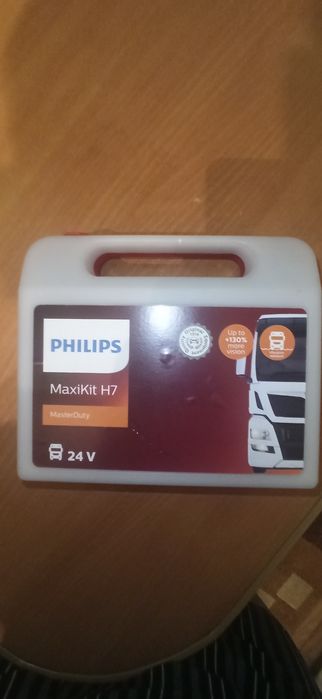 PHILIPS
MaxiKit H7
MasterDuty
24 V
Up to
+130%
more
vision